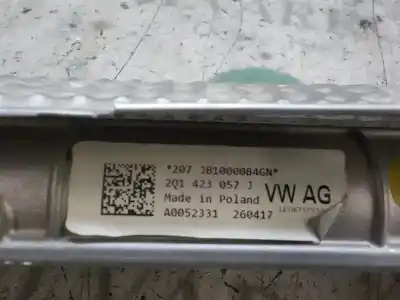 *207 JB1000084GN*
2Q1 423 057 J
Made in Poland
VW AG
A0052331 260417